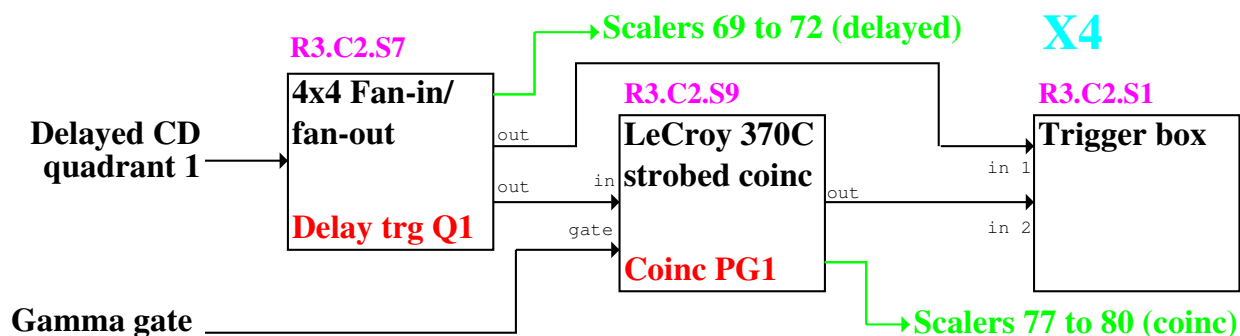 Scalers 69 to 72 (delayed)
X4
R3.C2.S7
4x4 Fan-in/
fan-out
Delay trg Q1
Delayed CD
quadrant 1
out
out
R3.C2.S9
LeCroy 370C
strobed coinc
Coinc PG1
in
gate
out
R3.C2.S1
Trigger box
in 1
in 2
Gamma gate
Scalers 77 to 80 (coinc)